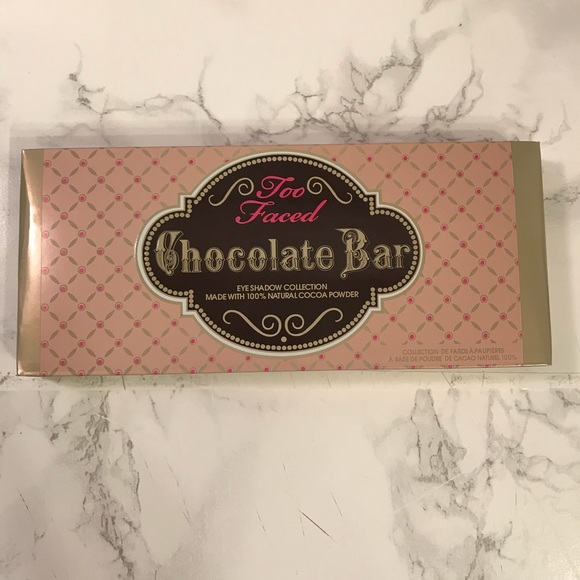 Too
Faced
Chocolate Bar
EYE SHADOW COLLECTION
MADE WITH 100% NATURAL COCOA POWDER
COLLECTION DE FARDS À PAUPIÈRES
À BASE DE POUDRE DE CACAO NATUREL 100%